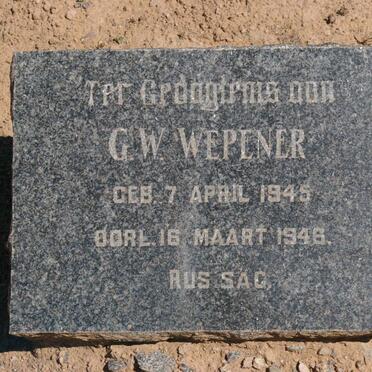 Ter Gedagtenis aan
G.W. WEPENER
GEB. 7 APRIL 1945
OORL. 16 MAART 1946.
RUS SAG.